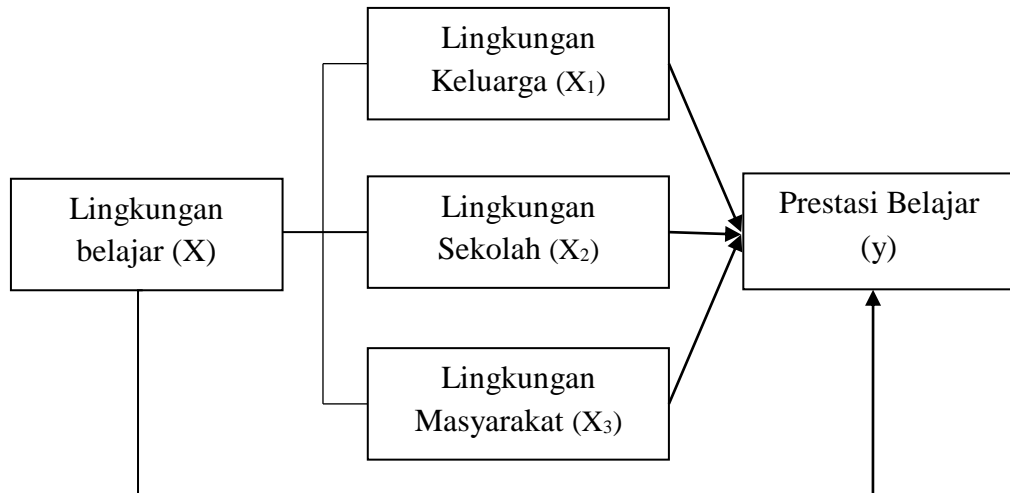 Lingkungan
Keluarga (X₁)
Lingkungan
belajar (X)
Lingkungan
Sekolah (X₂)
Prestasi Belajar
(y)
Lingkungan
Masyarakat (X₃)